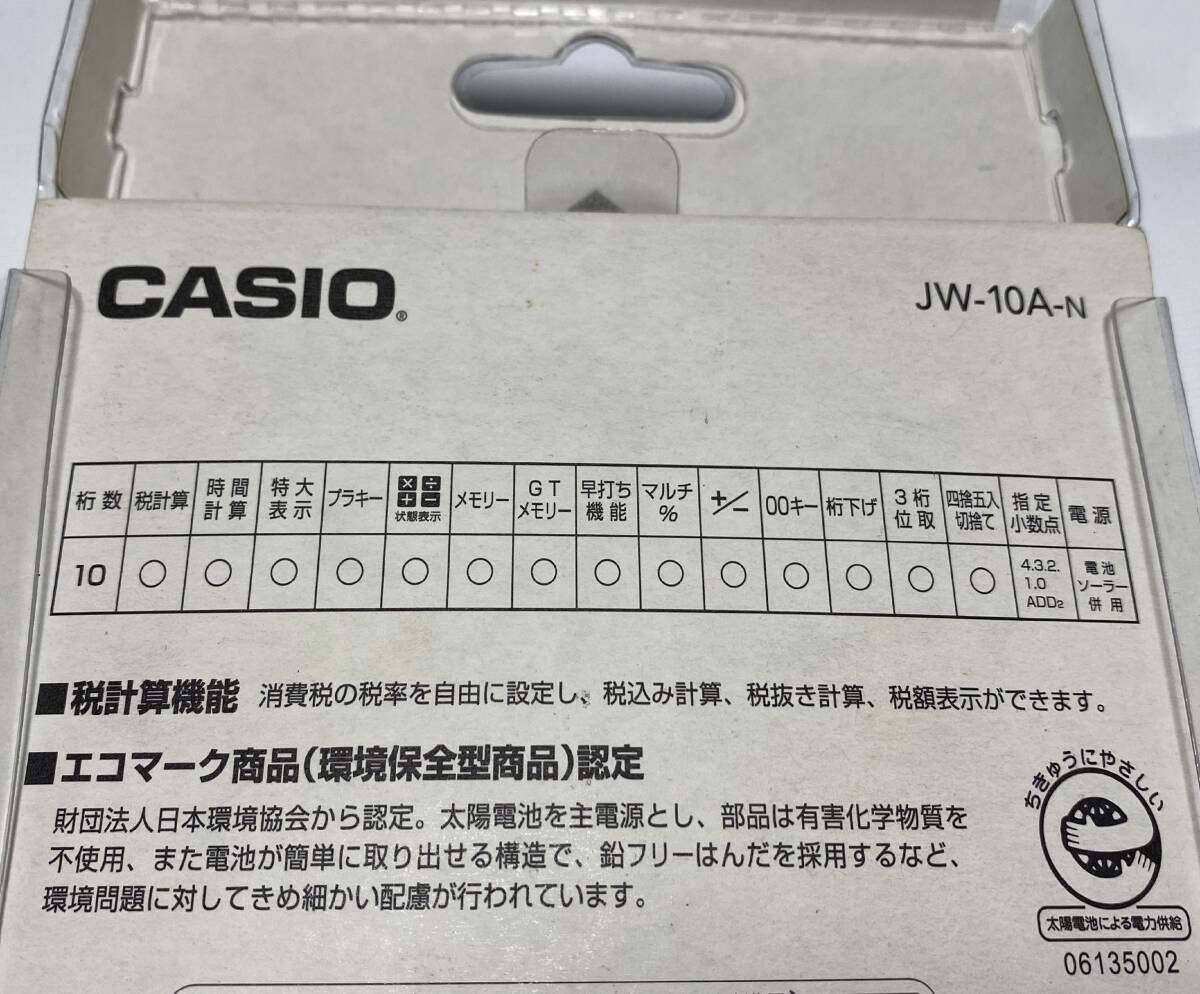 CASIO®
JW-10A-N
桁数 税計算 時間計算 特大表示 プラキー ×÷+− 状態表示 メモリー GTメモリー 早打ち機能 マルチ% +/− 00キー 桁下げ 3桁位取 四捨五入切捨て 指定小数点 電源
10 ○ ○ ○ ○ ○ ○ ○ ○ ○ ○ ○ ○ ○ ○ 4.3.2.1.0 ADD2 電池ソーラー併用
■税計算機能 消費税の税率を自由に設定し、税込み計算、税抜き計算、税額表示ができます。
■エコマーク商品(環境保全型商品)認定
財団法人日本環境協会から認定。太陽電池を主電源とし、部品は有害化学物質を
不使用、また電池が簡単に取り出せる構造で、鉛フリーはんだを採用するなど、
環境問題に対してきめ細かい配慮が行われています。
ちきゅうにやさしい
太陽電池による電力供給
06135002